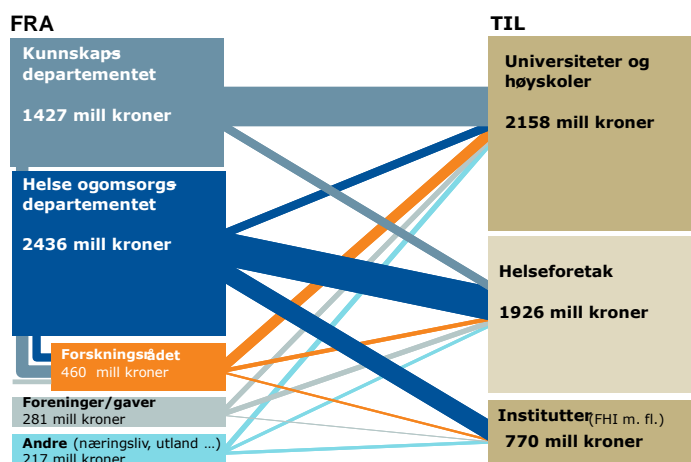 FRA
TIL
Kunnskaps-
departementet
1427 mill kroner
Helse ogomsorgs-
departementet
2436 mill kroner
Forskningsrådet
460 mill kroner
Foreninger/gaver
281 mill kroner
Andre (næringsliv, utland ...)
217 mill kroner
Universiteter og
høyskoler
2158 mill kroner
Helseforetak
1926 mill kroner
Institutter(FHI m. fl.)
770 mill kroner